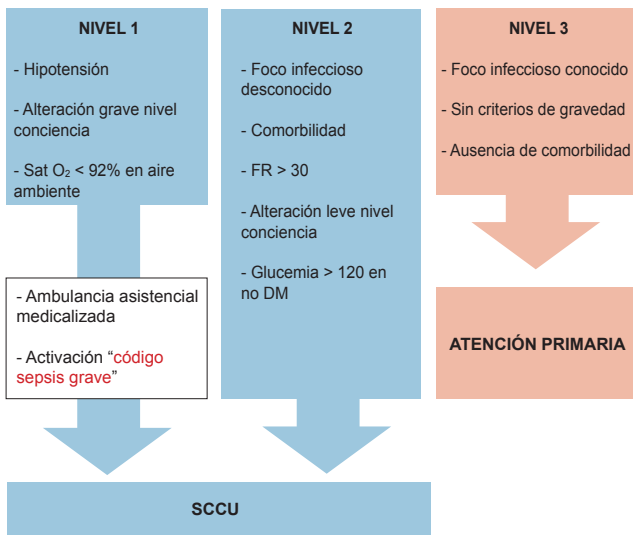 NIVEL 1
- Hipotensión
- Alteración grave nivel
conciencia
- Sat O₂ < 92% en aire
ambiente
- Ambulancia asistencial
medicalizada
- Activación “código
sepsis grave”
NIVEL 2
- Foco infeccioso
desconocido
- Comorbilidad
- FR > 30
- Alteración leve nivel
conciencia
- Glucemia > 120 en
no DM
NIVEL 3
- Foco infeccioso conocido
- Sin criterios de gravedad
- Ausencia de comorbilidad
ATENCIÓN PRIMARIA
SCCU